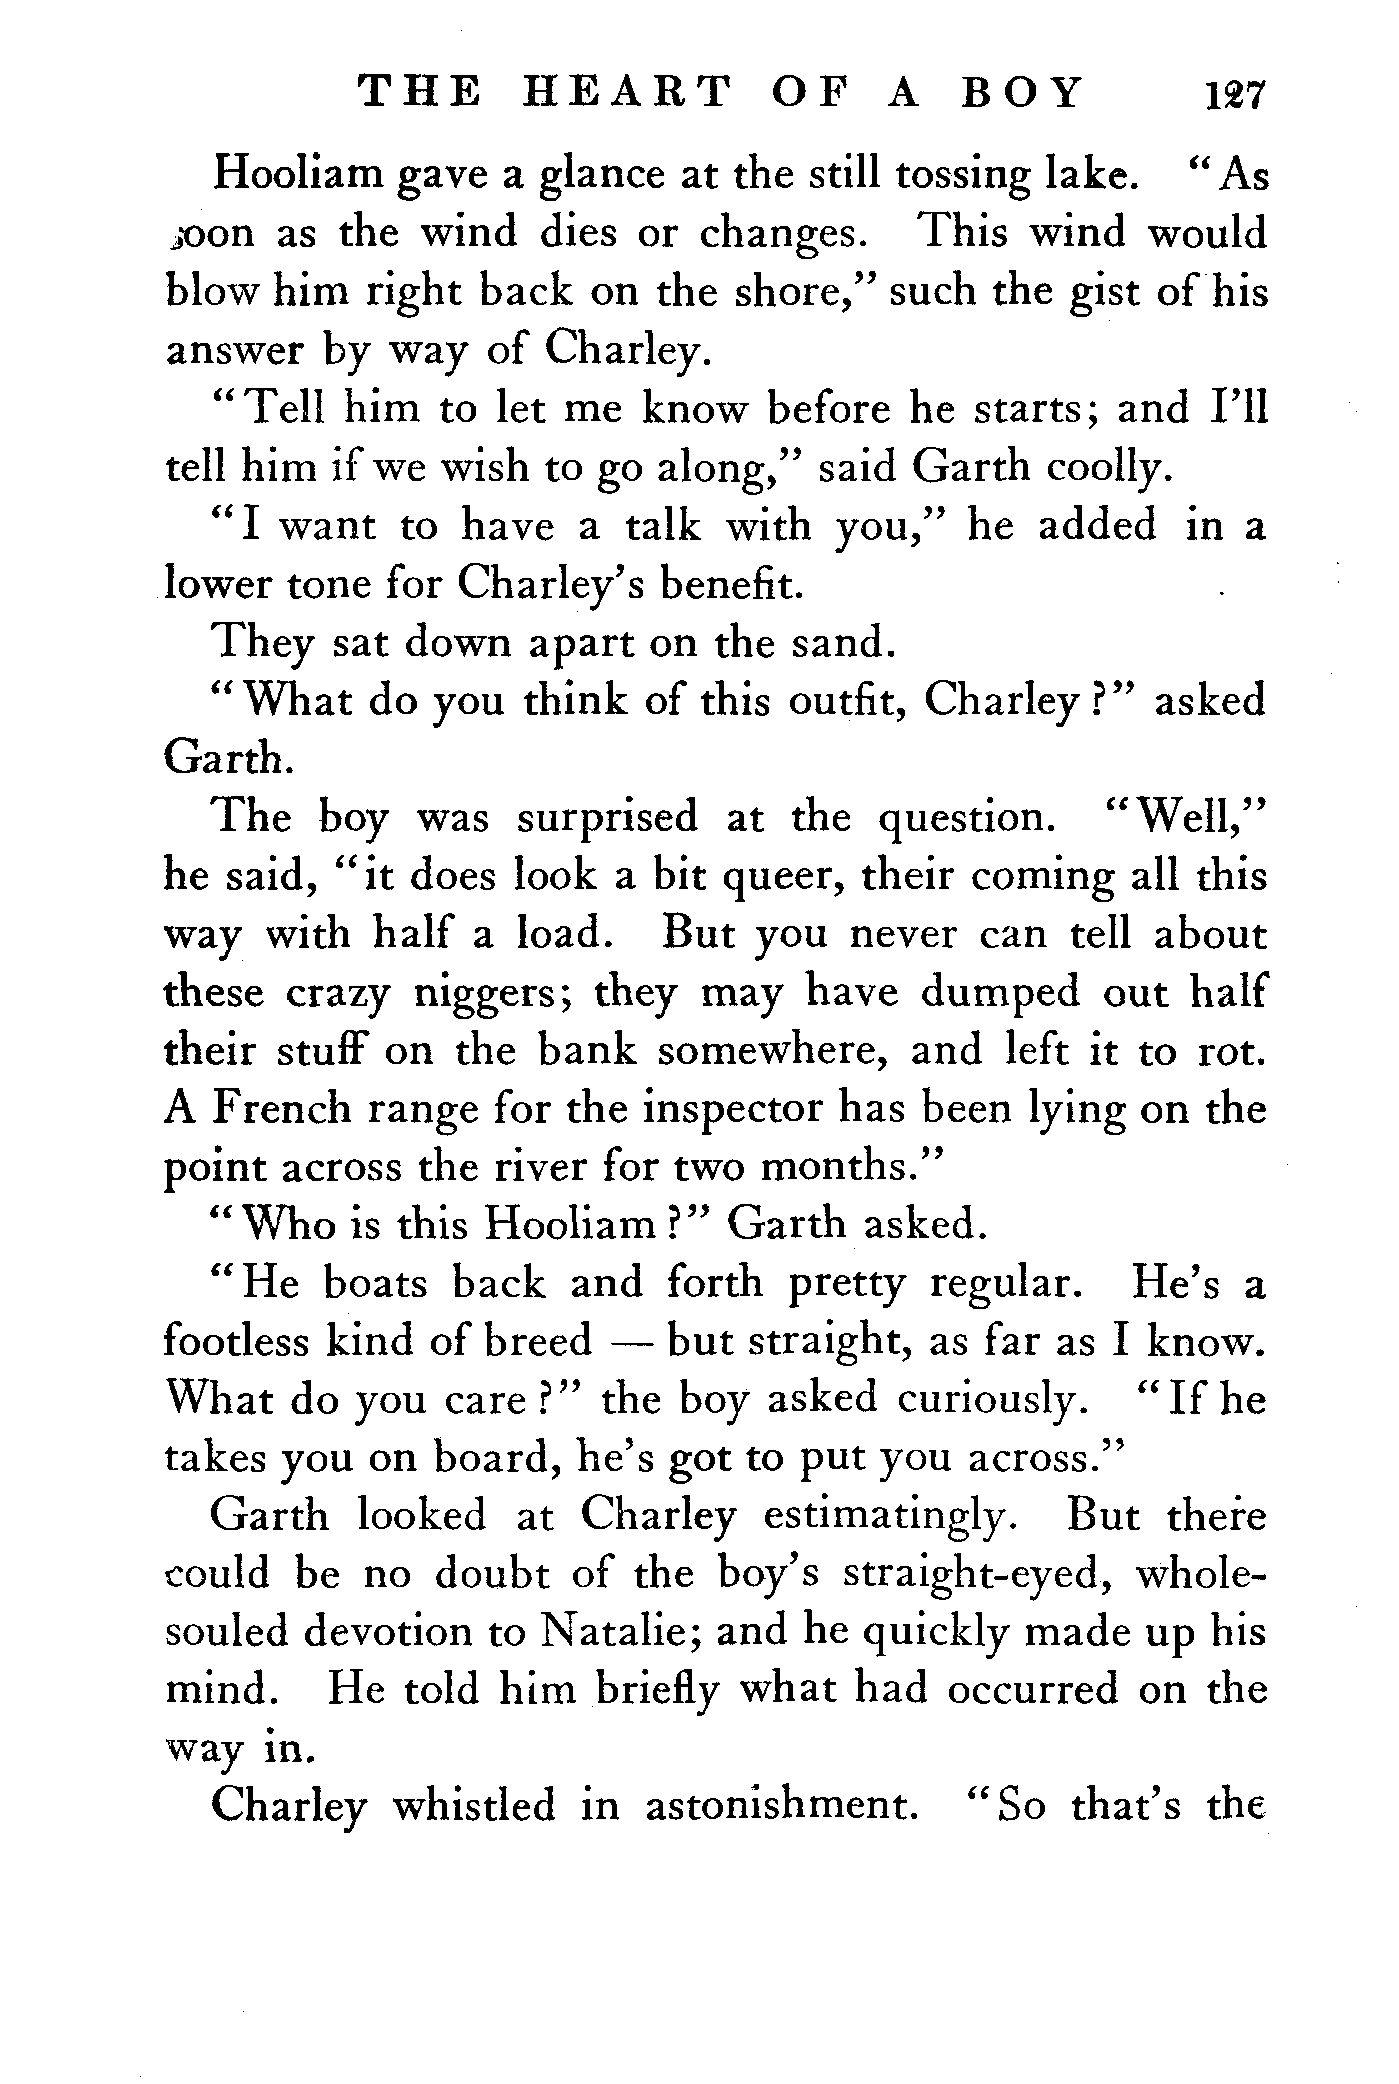 THE HEART OF A BOY 127
Hooliam gave a glance at the still tossing lake. "As
soon as the wind dies or changes. This wind would
blow him right back on the shore," such the gist of his
answer by way of Charley.
"Tell him to let me know before he starts; and I'll
tell him if we wish to go along," said Garth coolly.
"I want to have a talk with you," he added in a
lower tone for Charley's benefit.
They sat down apart on the sand.
"What do you think of this outfit, Charley?" asked
Garth.
The boy was surprised at the question. "Well,"
he said, "it does look a bit queer, their coming all this
way with half a load. But you never can tell about
these crazy niggers; they may have dumped out half
their stuff on the bank somewhere, and left it to rot.
A French range for the inspector has been lying on the
point across the river for two months."
"Who is this Hooliam?" Garth asked.
"He boats back and forth pretty regular. He's a
footless kind of breed — but straight, as far as I know.
What do you care?" the boy asked curiously. "If he
takes you on board, he's got to put you across."
Garth looked at Charley estimatingly. But there
could be no doubt of the boy's straight-eyed, whole-
souled devotion to Natalie; and he quickly made up his
mind. He told him briefly what had occurred on the
way in.
Charley whistled in astonishment. "So that's the